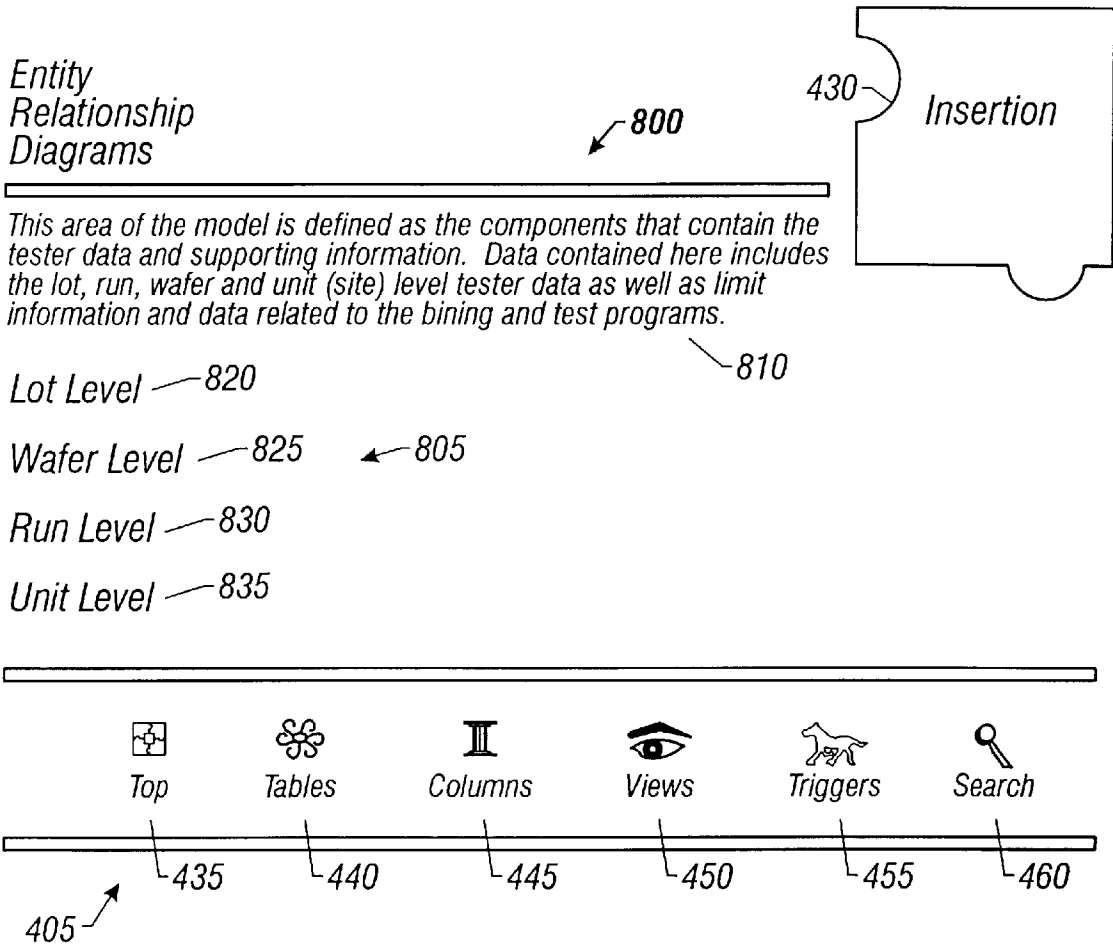 Entity
Relationship
Diagrams
800
430
Insertion
This area of the model is defined as the components that contain the
tester data and supporting information. Data contained here includes
the lot, run, wafer and unit (site) level tester data as well as limit
information and data related to the bining and test programs.
810
Lot Level 820
Wafer Level 825 805
Run Level 830
Unit Level 835
Top Tables Columns Views Triggers Search
435 440 445 450 455 460
405